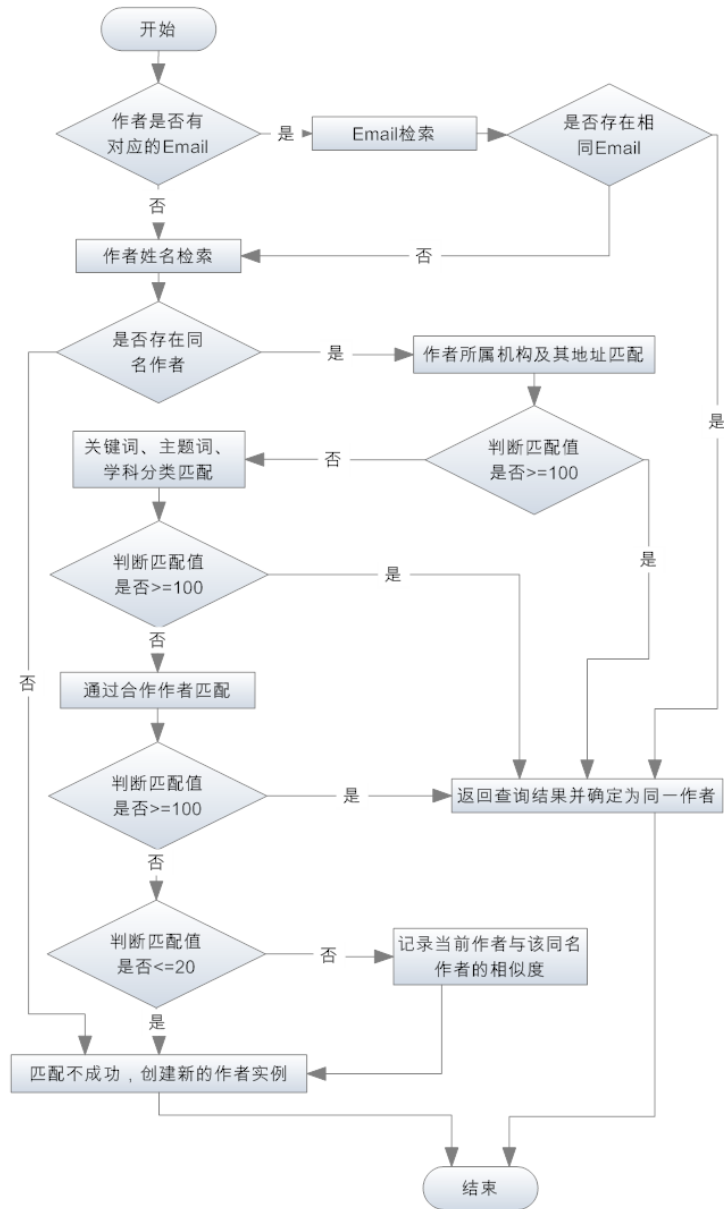 开始
作者是否有
对应的Email
是
Email检索
是否存在相
同Email
否
作者姓名检索
否
是否存在同
名作者
是
作者所属机构及其地址匹配
是
关键词、主题词、
学科分类匹配
否
判断匹配值
是否>=100
判断匹配值
是否>=100
是
是
否
否
通过合作作者匹配
判断匹配值
是否>=100
是
返回查询结果并确定为同一作者
否
判断匹配值
是否<=20
否
记录当前作者与该同名
作者的相似度
是
匹配不成功，创建新的作者实例
结束